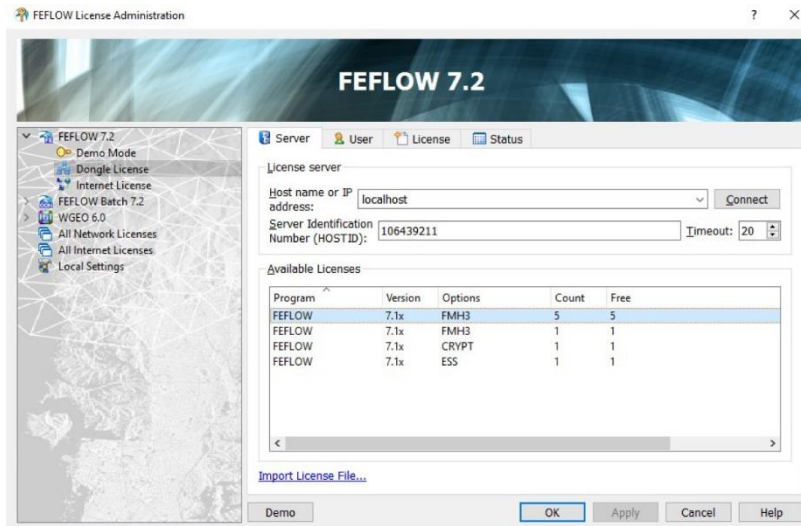 FEFLOW License Administration
? ×
FEFLOW 7.2
FEFLOW 7.2
Demo Mode
Dongle License
Internet License
FEFLOW Batch 7.2
WGEO 6.0
All Network Licenses
All Internet Licenses
Local Settings
Server User License Status
License server
Host name or IP address: localhost Connect
Server Identification Number (HOSTID): 106439211 Timeout: 20
Available Licenses
Program Version Options Count Free
FEFLOW 7.1x FMH3 5 5
FEFLOW 7.1x FMH3 1 1
FEFLOW 7.1x CRYPT 1 1
FEFLOW 7.1x ESS 1 1
Import License File...
Demo OK Apply Cancel Help